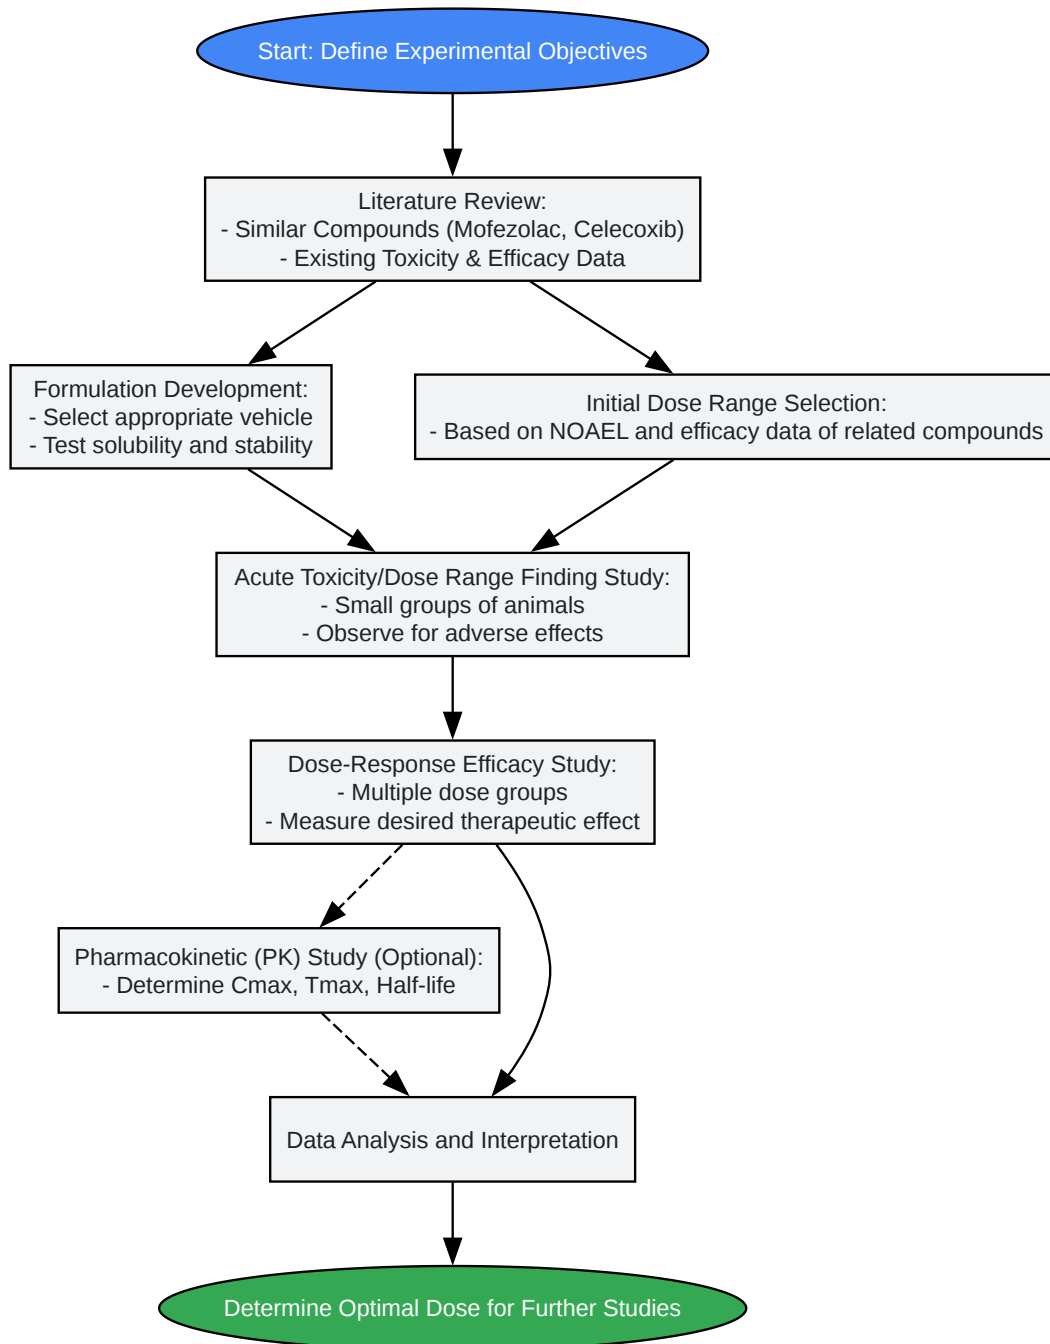 Start: Define Experimental Objectives
Literature Review:
- Similar Compounds (Mofezolac, Celecoxib)
- Existing Toxicity & Efficacy Data
Formulation Development:
- Select appropriate vehicle
- Test solubility and stability
Initial Dose Range Selection:
- Based on NOAEL and efficacy data of related compounds
Acute Toxicity/Dose Range Finding Study:
- Small groups of animals
- Observe for adverse effects
Dose-Response Efficacy Study:
- Multiple dose groups
- Measure desired therapeutic effect
Pharmacokinetic (PK) Study (Optional):
- Determine Cmax, Tmax, Half-life
Data Analysis and Interpretation
Determine Optimal Dose for Further Studies